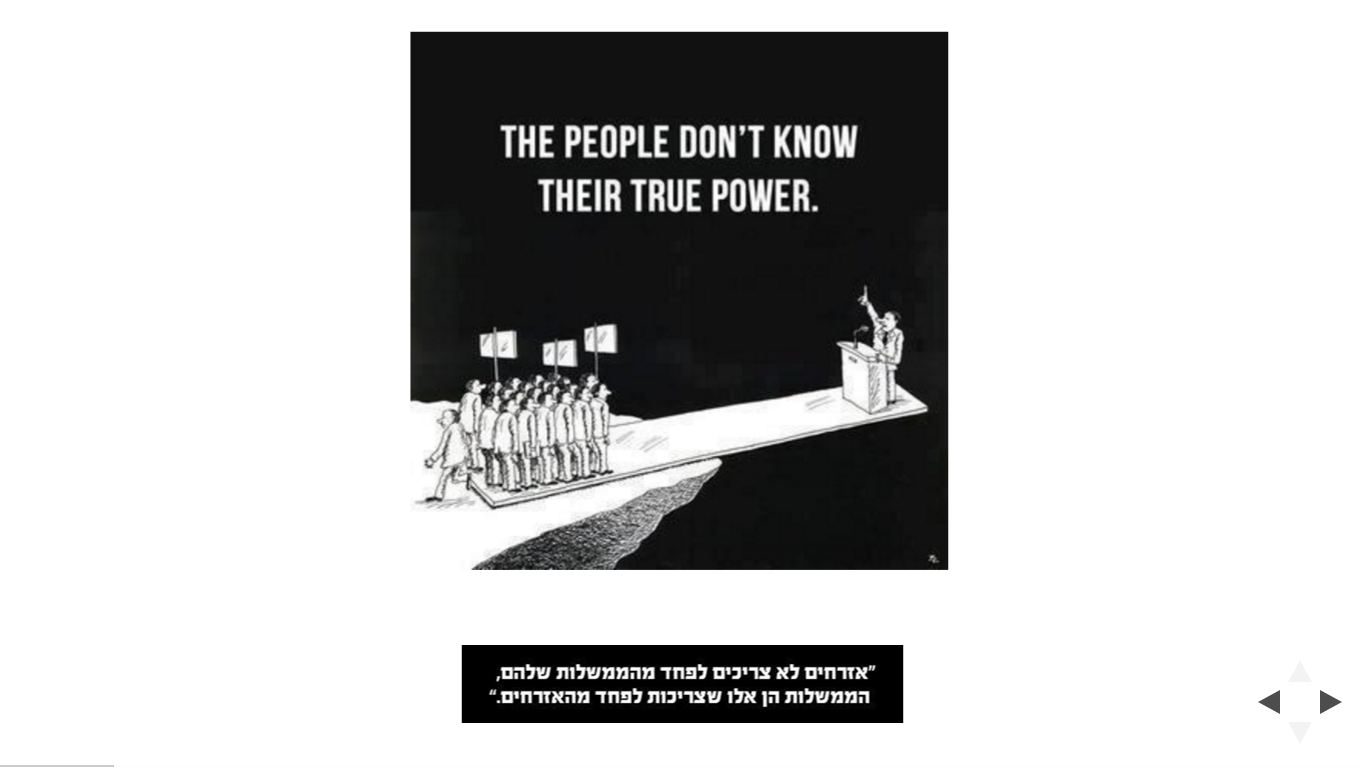 THE PEOPLE DON'T KNOW
THEIR TRUE POWER.
"אזרחים לא צריכים לפחד מהממשלות שלהם,
הממשלות הן אלו שצריכות לפחד מהאזרחים."